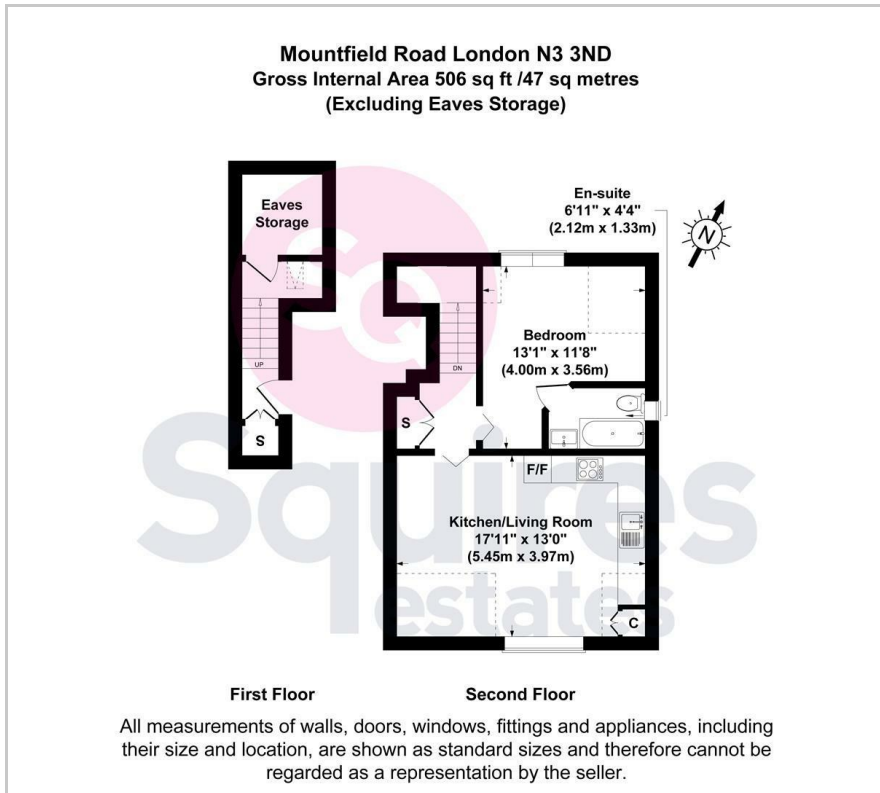 Mountfield Road London N3 3ND
Gross Internal Area 506 sq ft /47 sq metres
(Excluding Eaves Storage)
Eaves
Storage
UP
S
En-suite
6'11" x 4'4"
(2.12m x 1.33m)
N
Bedroom
13'1" x 11'8"
(4.00m x 3.56m)
DN
S
F/F
Kitchen/Living Room
17'11" x 13'0"
(5.45m x 3.97m)
C
SQ
Squires
estates
First Floor
Second Floor
All measurements of walls, doors, windows, fittings and appliances, including
their size and location, are shown as standard sizes and therefore cannot be
regarded as a representation by the seller.